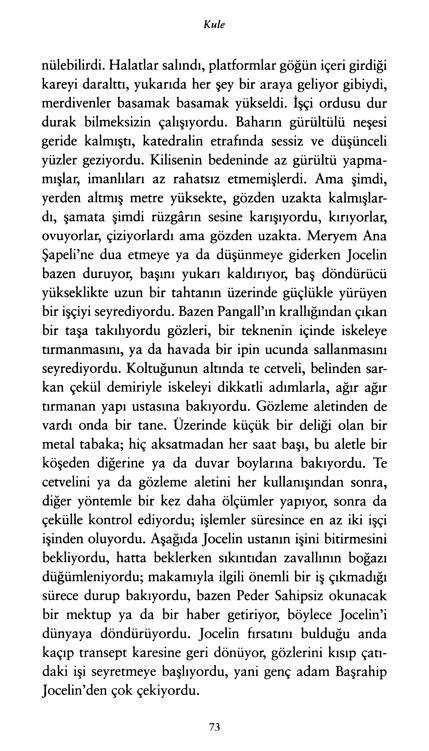 Kule
nülebilirdi. Halatlar salındı, platformlar göğün içeri girdiği
kareyi daralttı, yukarıda her şey bir araya geliyor gibiydi,
merdivenler basamak basamak yükseldi. İşçi ordusu dur
durak bilmeksizin çalışıyordu. Baharın gürültülü neşesi
geride kalmıştı, katedralin etrafında sessiz ve düşünceli
yüzler geziyordu. Kilisenin bedeninde az gürültü yapma-
mışlar, imanlıları az rahatsız etmemişlerdi. Ama şimdi,
yerden altmış metre yüksekte, gözden uzakta kalmışlar-
dı, şamata şimdi rüzgârın sesine karışıyordu, kırıyorlar,
ovuyorlar, çiziyorlardı ama gözden uzakta. Meryem Ana
Şapeli'ne dua etmeye ya da düşünmeye giderken Jocelin
bazen duruyor, başını yukarı kaldırıyor, baş döndürücü
yükseklikte uzun bir tahtanın üzerinde güçlükle yürüyen
bir işçiyi seyrediyordu. Bazen Pangall'ın krallığından çıkan
bir taşa takılıyordu gözleri, bir teknenin içinde iskeleye
tırmanmasını, ya da havada bir ipin ucunda sallanmasını
seyrediyordu. Koltuğunun altında te cetveli, belinden sar-
kan çekül demiriyle iskeleyi dikkatli adımlarla, ağır ağır
tırmanan yapı ustasına bakıyordu. Gözleme aletinden de
vardı onda bir tane. Üzerinde küçük bir deliği olan bir
metal tabaka; hiç aksatmadan her saat başı, bu aletle bir
köşeden diğerine ya da duvar boylarına bakıyordu. Te
cetvelini ya da gözleme aletini her kullanışından sonra,
diğer yöntemle bir kez daha ölçümler yapıyor, sonra da
çekülle kontrol ediyordu; işlemler süresince en az iki işçi
işinden oluyordu. Aşağıda Jocelin ustanın işini bitirmesini
bekliyordu, hatta beklerken sıkıntıdan zavallının boğazı
düğümleniyordu; makamıyla ilgili önemli bir iş çıkmadığı
sürece durup bakıyordu, bazen Peder Sahipsiz okunacak
bir mektup ya da bir haber getiriyor, böylece Jocelin'i
dünyaya döndürüyordu. Jocelin fırsatını bulduğu anda
kaçıp transept karesine geri dönüyor, gözlerini kısıp çatı-
daki işi seyretmeye başlıyordu, yani genç adam Başrahip
Jocelin'den çok çekiyordu.
73